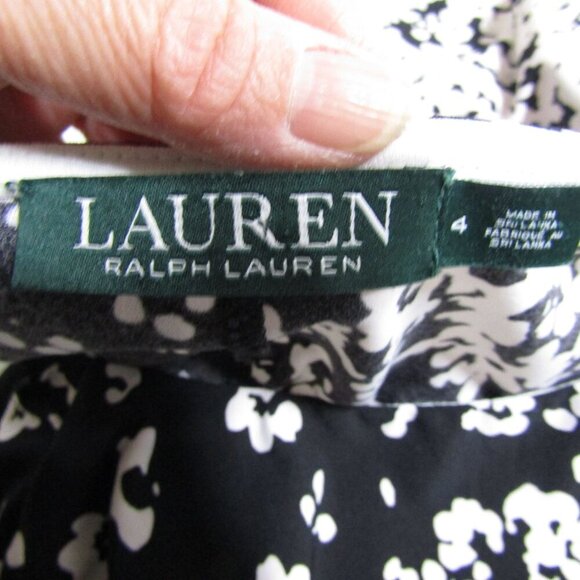 LAUREN
RALPH LAUREN
4
MADE IN
SRI LANKA
FABRIQUÉ AU
SRI LANKA